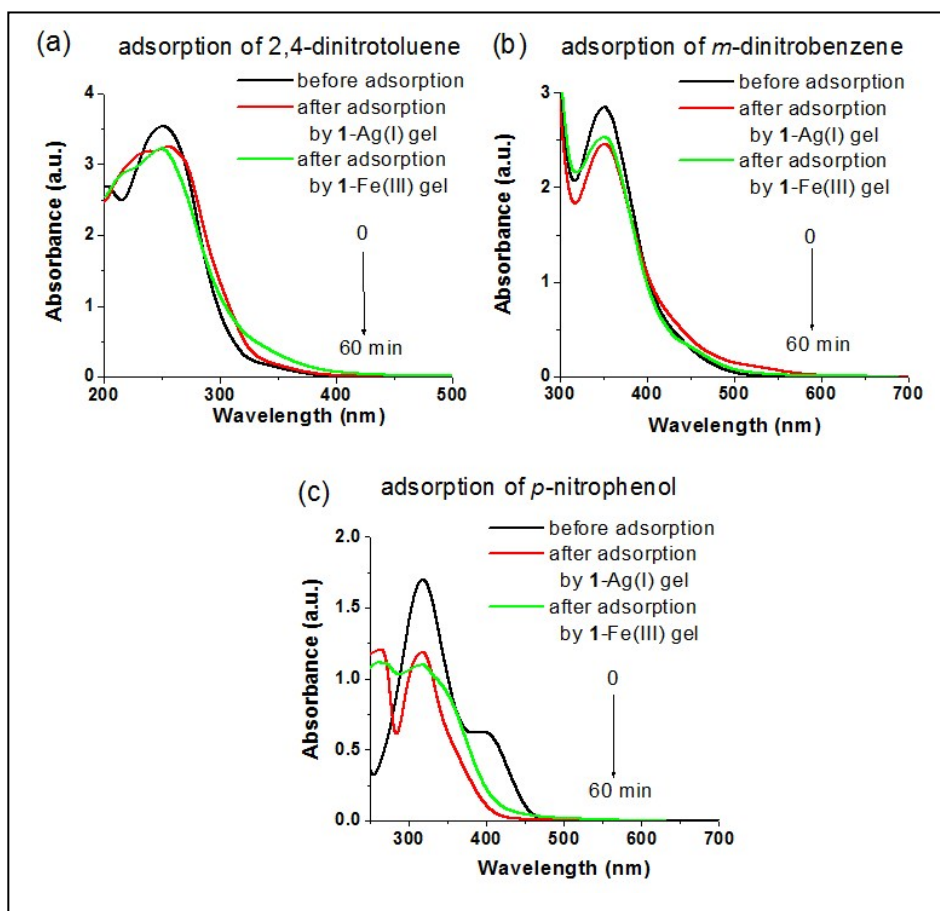 (a)
adsorption of 2,4-dinitrotoluene
before adsorption
after adsorption
by 1-Ag(I) gel
after adsorption
by 1-Fe(III) gel
0
60 min
Absorbance (a.u.)
4
3
2
1
0
200
300
400
500
Wavelength (nm)
(b)
adsorption of m-dinitrobenzene
before adsorption
after adsorption
by 1-Ag(I) gel
after adsorption
by 1-Fe(III) gel
0
60 min
Absorbance (a.u.)
3
2
1
0
300
400
500
600
700
Wavelength (nm)
(c)
adsorption of p-nitrophenol
before adsorption
after adsorption
by 1-Ag(I) gel
after adsorption
by 1-Fe(III) gel
0
60 min
Absorbance (a.u.)
2.0
1.5
1.0
0.5
0.0
300
400
500
600
700
Wavelength (nm)